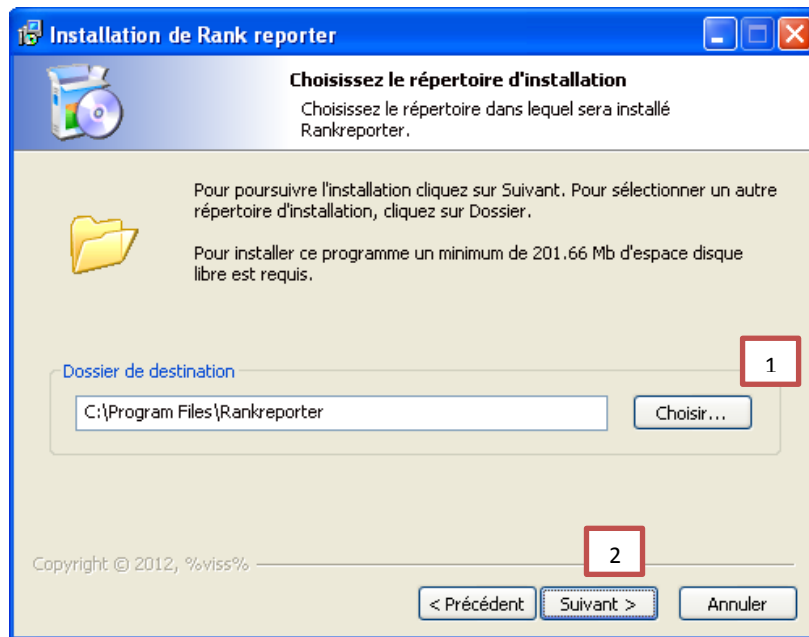 Installation de Rank reporter
Choisissez le répertoire d'installation
Choisissez le répertoire dans lequel sera installé
Rankreporter.
Pour poursuivre l'installation cliquez sur Suivant. Pour sélectionner un autre
répertoire d'installation, cliquez sur Dossier.
Pour installer ce programme un minimum de 201.66 Mb d'espace disque
libre est requis.
1
Dossier de destination
C:\Program Files\Rankreporter
Choisir...
2
Copyright © 2012, %viss%
< Précédent
Suivant >
Annuler